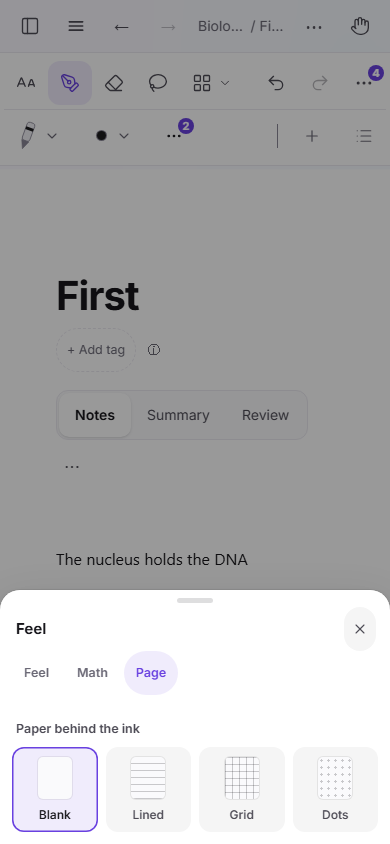 Biolo... / Fi...
AA
4
2
First
+ Add tag
Notes Summary Review
The nucleus holds the DNA
Feel
Feel Math Page
Paper behind the ink
Blank Lined Grid Dots